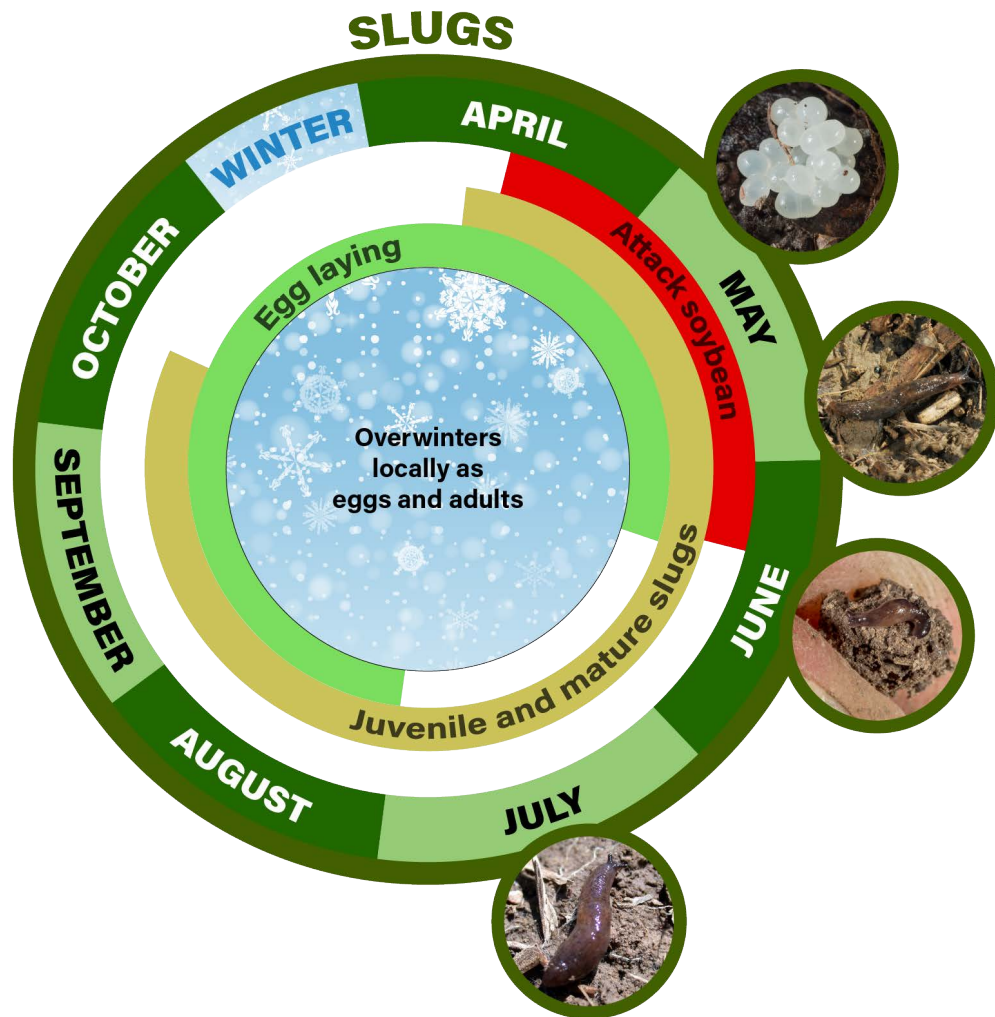 SLUGS
WINTER
APRIL
MAY
JUNE
JULY
AUGUST
SEPTEMBER
OCTOBER
Attack soybean
Egg laying
Juvenile and mature slugs
Overwinters
locally as
eggs and adults